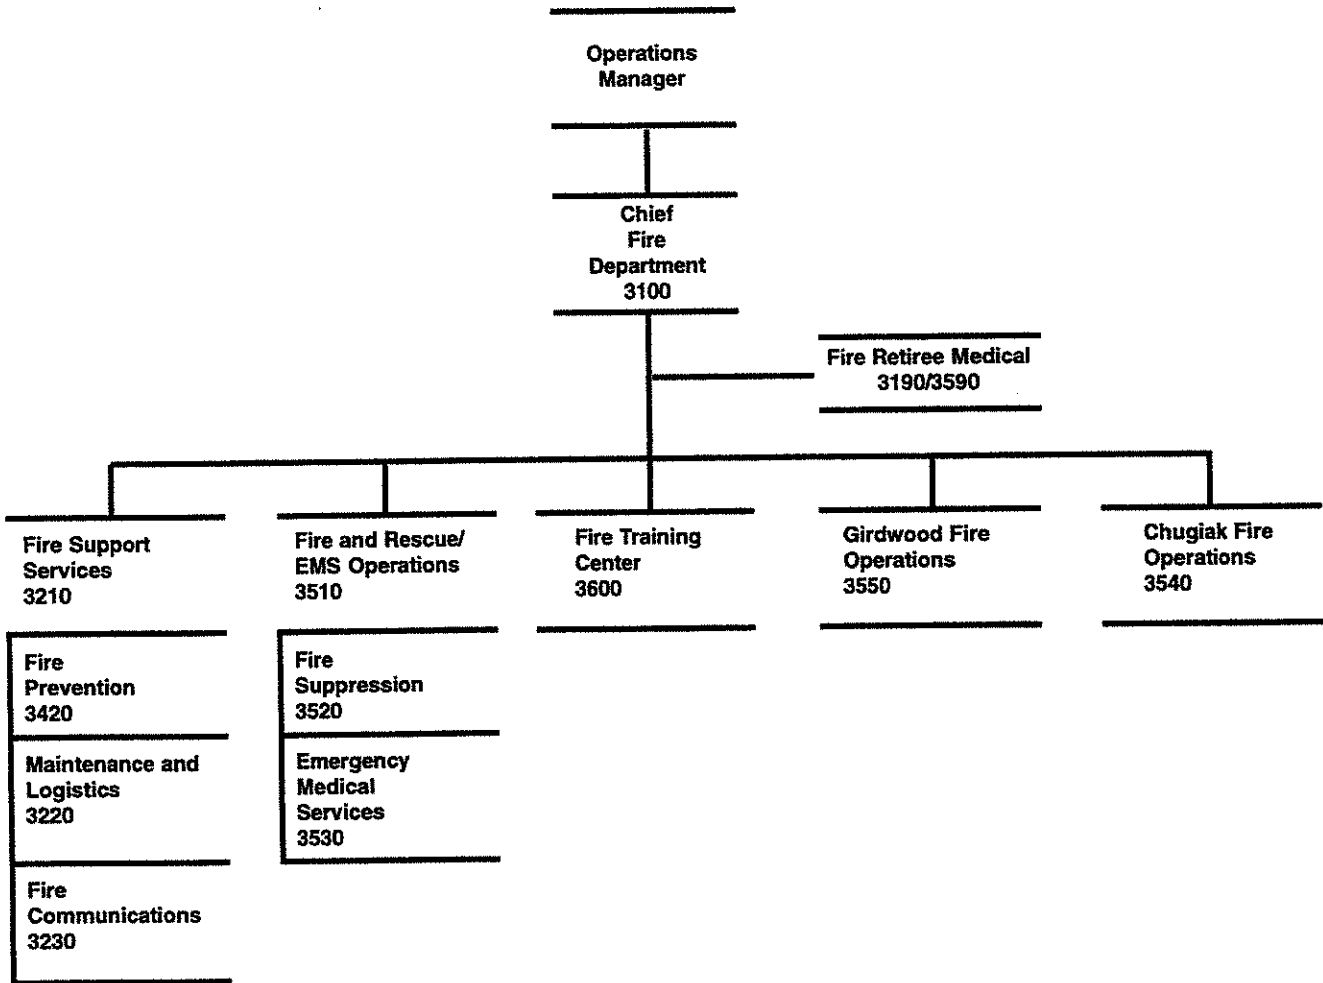 Operations
Manager
Chief
Fire
Department
3100
Fire Retiree Medical
3190/3590
Fire Support
Services
3210
Fire and Rescue/
EMS Operations
3510
Fire Training
Center
3600
Girdwood Fire
Operations
3550
Chugiak Fire
Operations
3540
Fire
Prevention
3420
Maintenance and
Logistics
3220
Fire
Communications
3230
Fire
Suppression
3520
Emergency
Medical
Services
3530